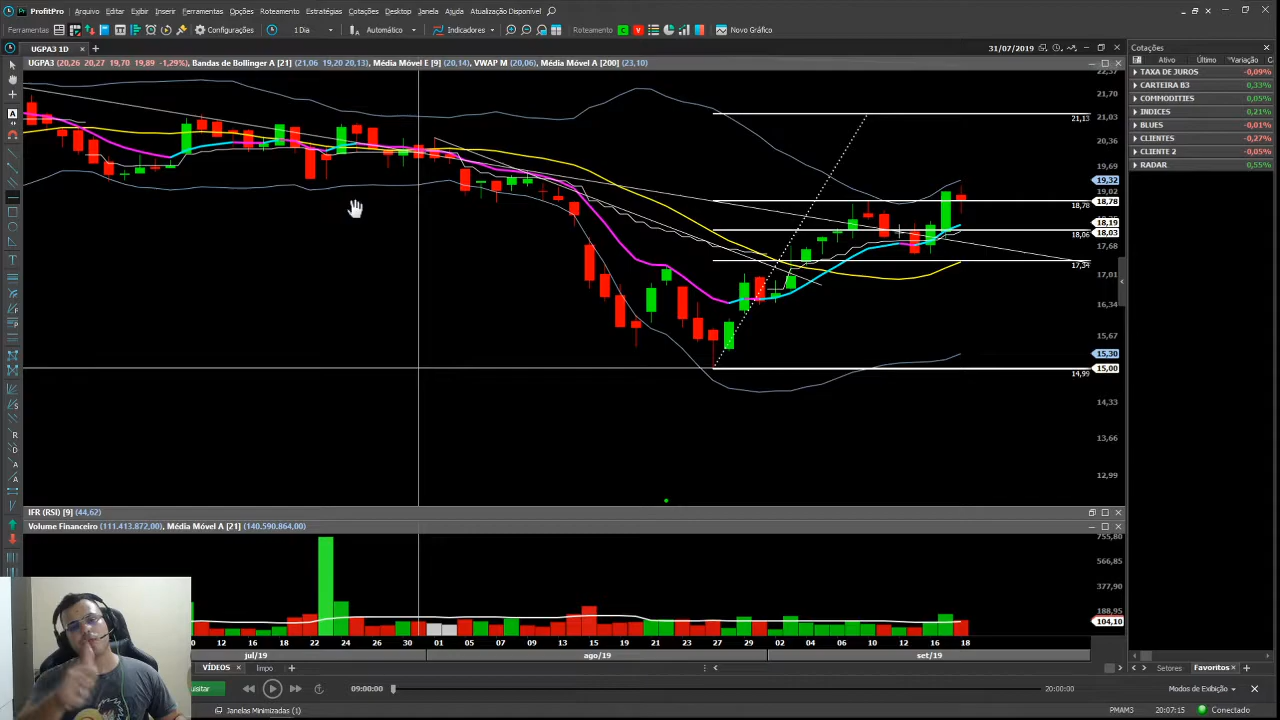 ProfitPro
Arquivo
Exibir
Inserir
Ferramentas
Opções
Roteamento
Estratégias
Cotações
Desktop
Janela
Ajuda
Atualização Disponível
Ferramentas
Configurações
1 Dia
Automático
Indicadores
Roteamento
C
V
Novo Gráfico
UGPA3 1D
31/07/2019
UGPA3 (20,26 20,27 19,70 19,89 -1,29%), Bandas de Bollinger A [21] (21,06 19,20 20,13), Média Móvel E [9] (20,14), VWAP M (20,06), Média Móvel A [200] (23,10)
22,37
21,70
21,13
21,03
20,36
19,69
19,32
19,02
18,78
18,78
18,19
18,06
18,03
17,68
17,34
17,01
16,34
15,67
15,30
15,00
14,99
14,33
13,66
12,99
IFR (RSI) [9] (44,62)
Volume Financeiro (111.413.872,00), Média Móvel A [21] (140.590.864,00)
755,80
566,85
377,90
188,95
104,10
18 22 24 26 30 01 05 07 09 13 15 19 21 23 27 29 02 04 06 10 12 16 18
jul/19
ago/19
set/19
VÍDEOS
limpo
09:00:00
20:00:00
Janelas Minimizadas (1)
Cotações
Ativo
Último
Variação
TAXA DE JUROS -0,09%
CARTEIRA B3 0,33%
COMMODITIES 0,05%
INDICES 0,21%
BLUES -0,01%
CLIENTES -0,27%
CLIENTE 2 -0,05%
RADAR 0,55%
Setores
Favoritos
Modos de Exibição
PMAM3
20:07:15
Conectado